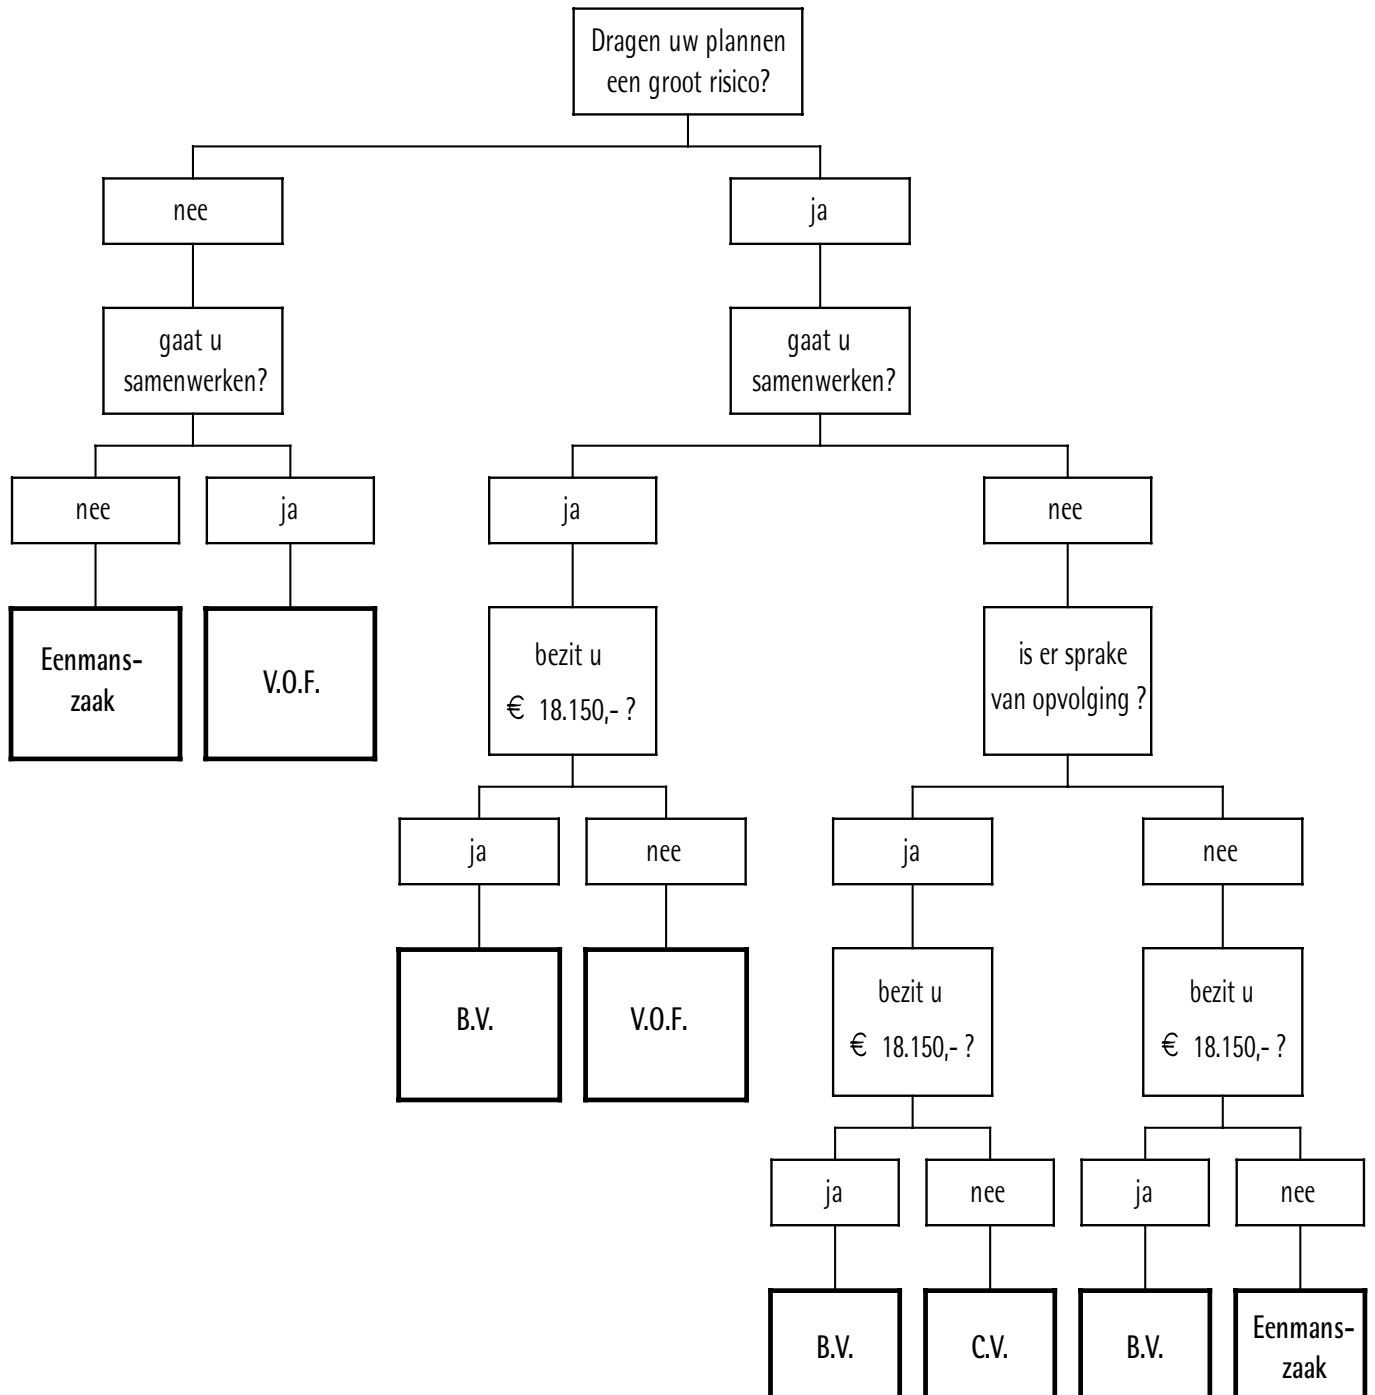 Dragen uw plannen
een groot risico?
nee
ja
gaat u
samenwerken?
gaat u
samenwerken?
nee
ja
ja
nee
Eenmans-
zaak
V.O.F.
bezit u
€ 18.150,- ?
is er sprake
van opvolging ?
ja
nee
ja
nee
B.V.
V.O.F.
bezit u
€ 18.150,- ?
bezit u
€ 18.150,- ?
ja
nee
ja
nee
B.V.
C.V.
B.V.
Eenmans-
zaak